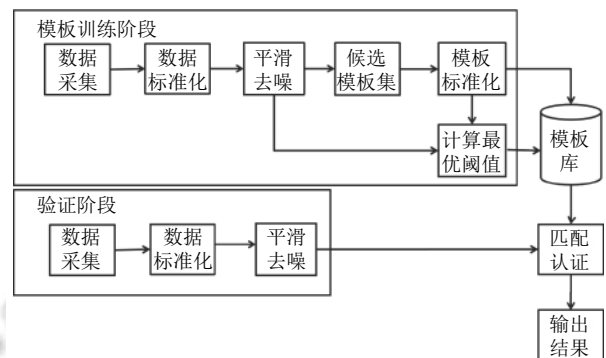 模板训练阶段
数据
采集
数据
标准化
平滑
去噪
候选
模板集
模板
标准化
计算最
优阈值
模板
库
验证阶段
数据
采集
数据
标准化
平滑
去噪
匹配
认证
输出
结果